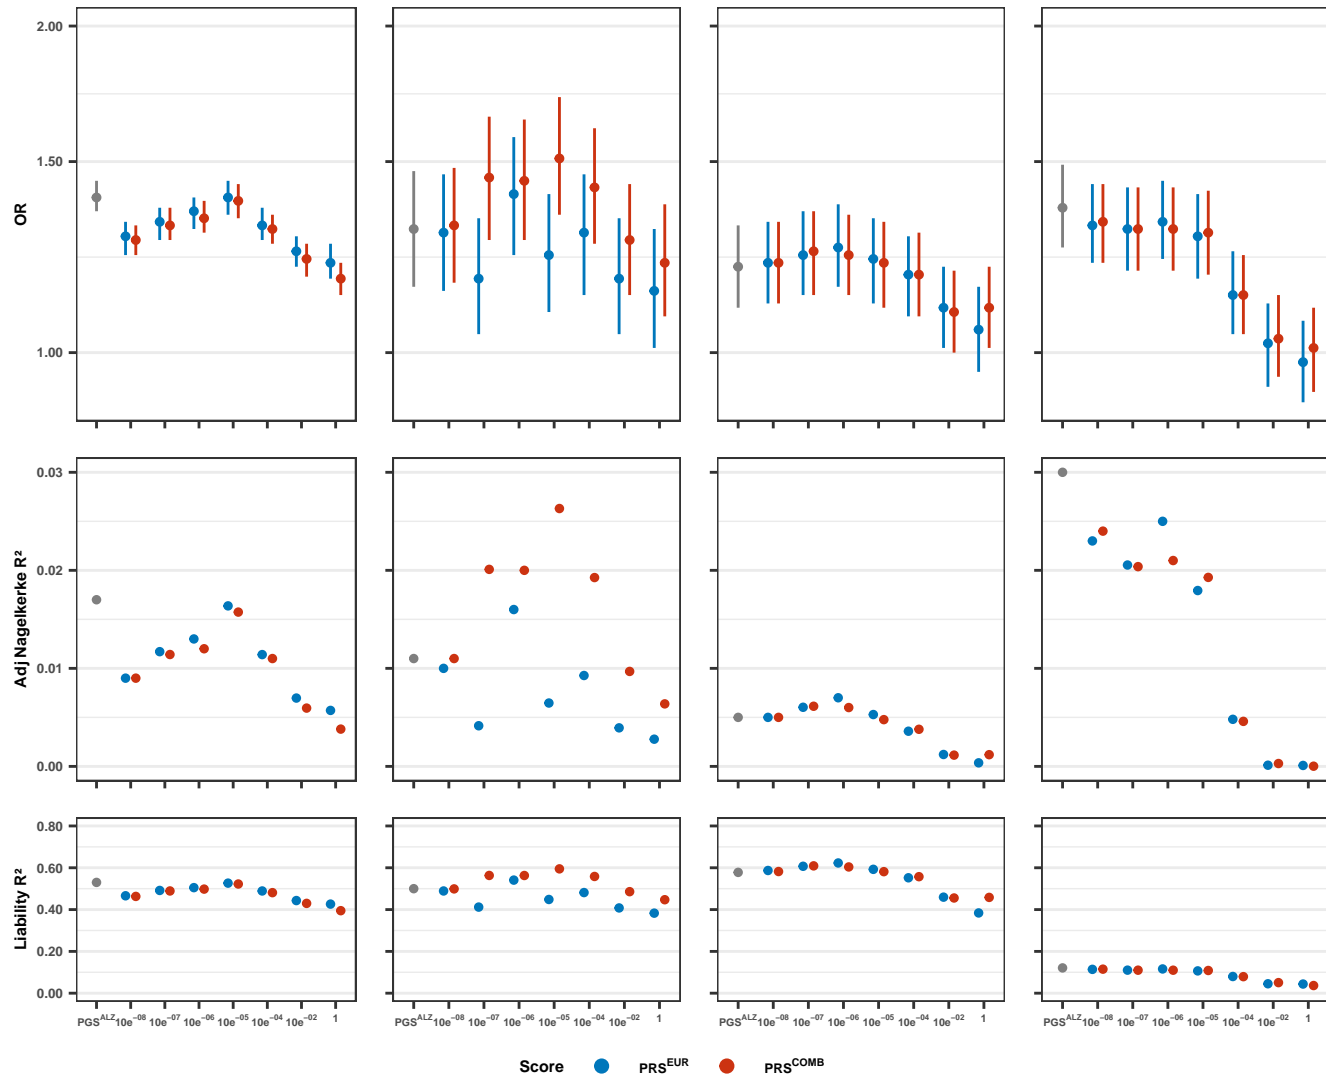 2.00
1.50
1.00
OR
0.03
0.02
0.01
0.00
Adj Nagelkerke R²
0.80
0.60
0.40
0.20
0.00
Liability R²
PGS^ALZ 10e⁻⁰⁸ 10e⁻⁰⁷ 10e⁻⁰⁶ 10e⁻⁰⁵ 10e⁻⁰⁴ 10e⁻⁰² 1
PGS^ALZ 10e⁻⁰⁸ 10e⁻⁰⁷ 10e⁻⁰⁶ 10e⁻⁰⁵ 10e⁻⁰⁴ 10e⁻⁰² 1
PGS^ALZ 10e⁻⁰⁸ 10e⁻⁰⁷ 10e⁻⁰⁶ 10e⁻⁰⁵ 10e⁻⁰⁴ 10e⁻⁰² 1
PGS^ALZ 10e⁻⁰⁸ 10e⁻⁰⁷ 10e⁻⁰⁶ 10e⁻⁰⁵ 10e⁻⁰⁴ 10e⁻⁰² 1
Score PRS^EUR PRS^COMB